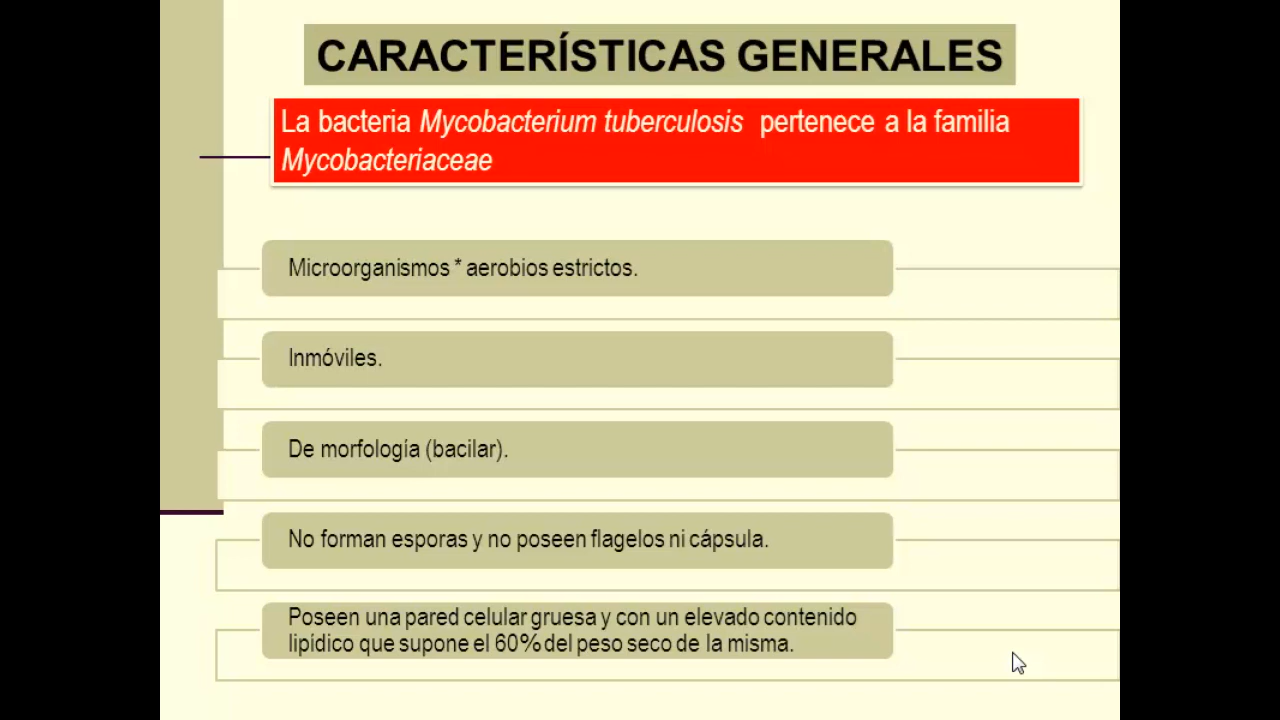 CARACTERÍSTICAS GENERALES
La bacteria Mycobacterium tuberculosis pertenece a la familia
Mycobacteriaceae
Microorganismos * aerobios estrictos.
Inmóviles.
De morfología (bacilar).
No forman esporas y no poseen flagelos ni cápsula.
Poseen una pared celular gruesa y con un elevado contenido
lipídico que supone el 60% del peso seco de la misma.